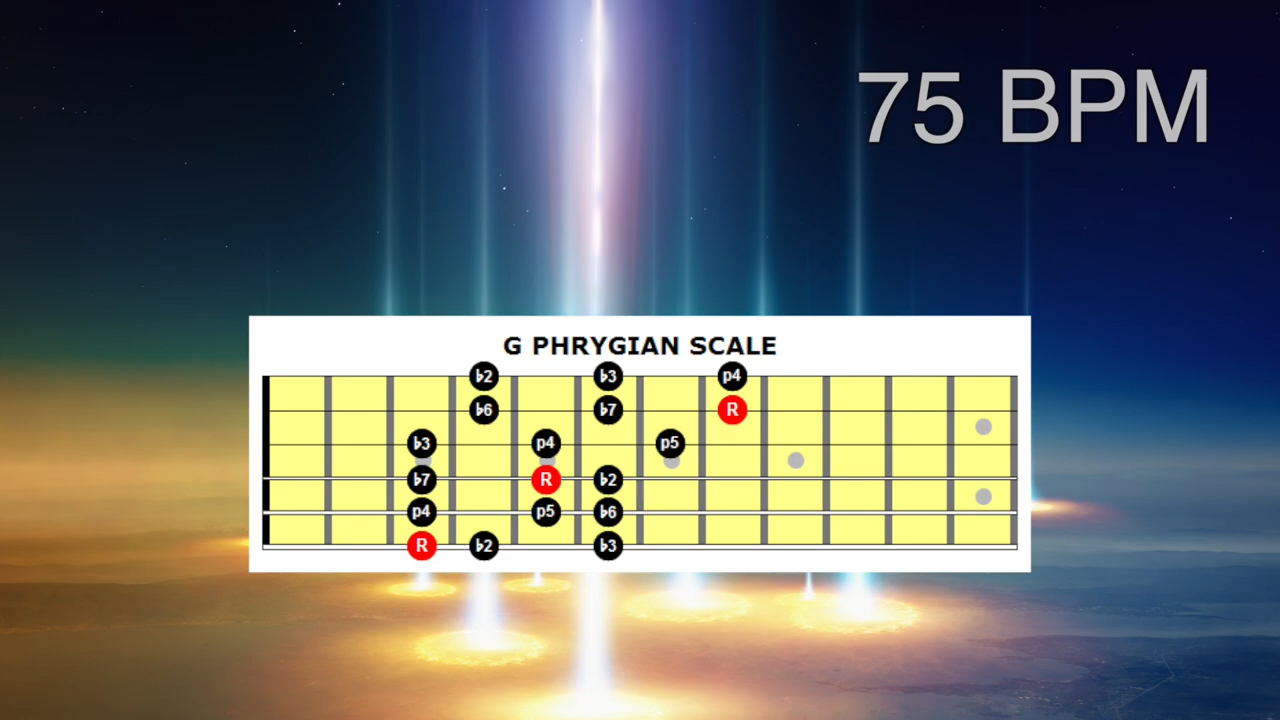 75 BPM
G PHRYGIAN SCALE
♭2 ♭3 p4
♭6 ♭7 R
♭3 p4 p5
♭7 R ♭2
p4 p5 ♭6
R ♭2 ♭3